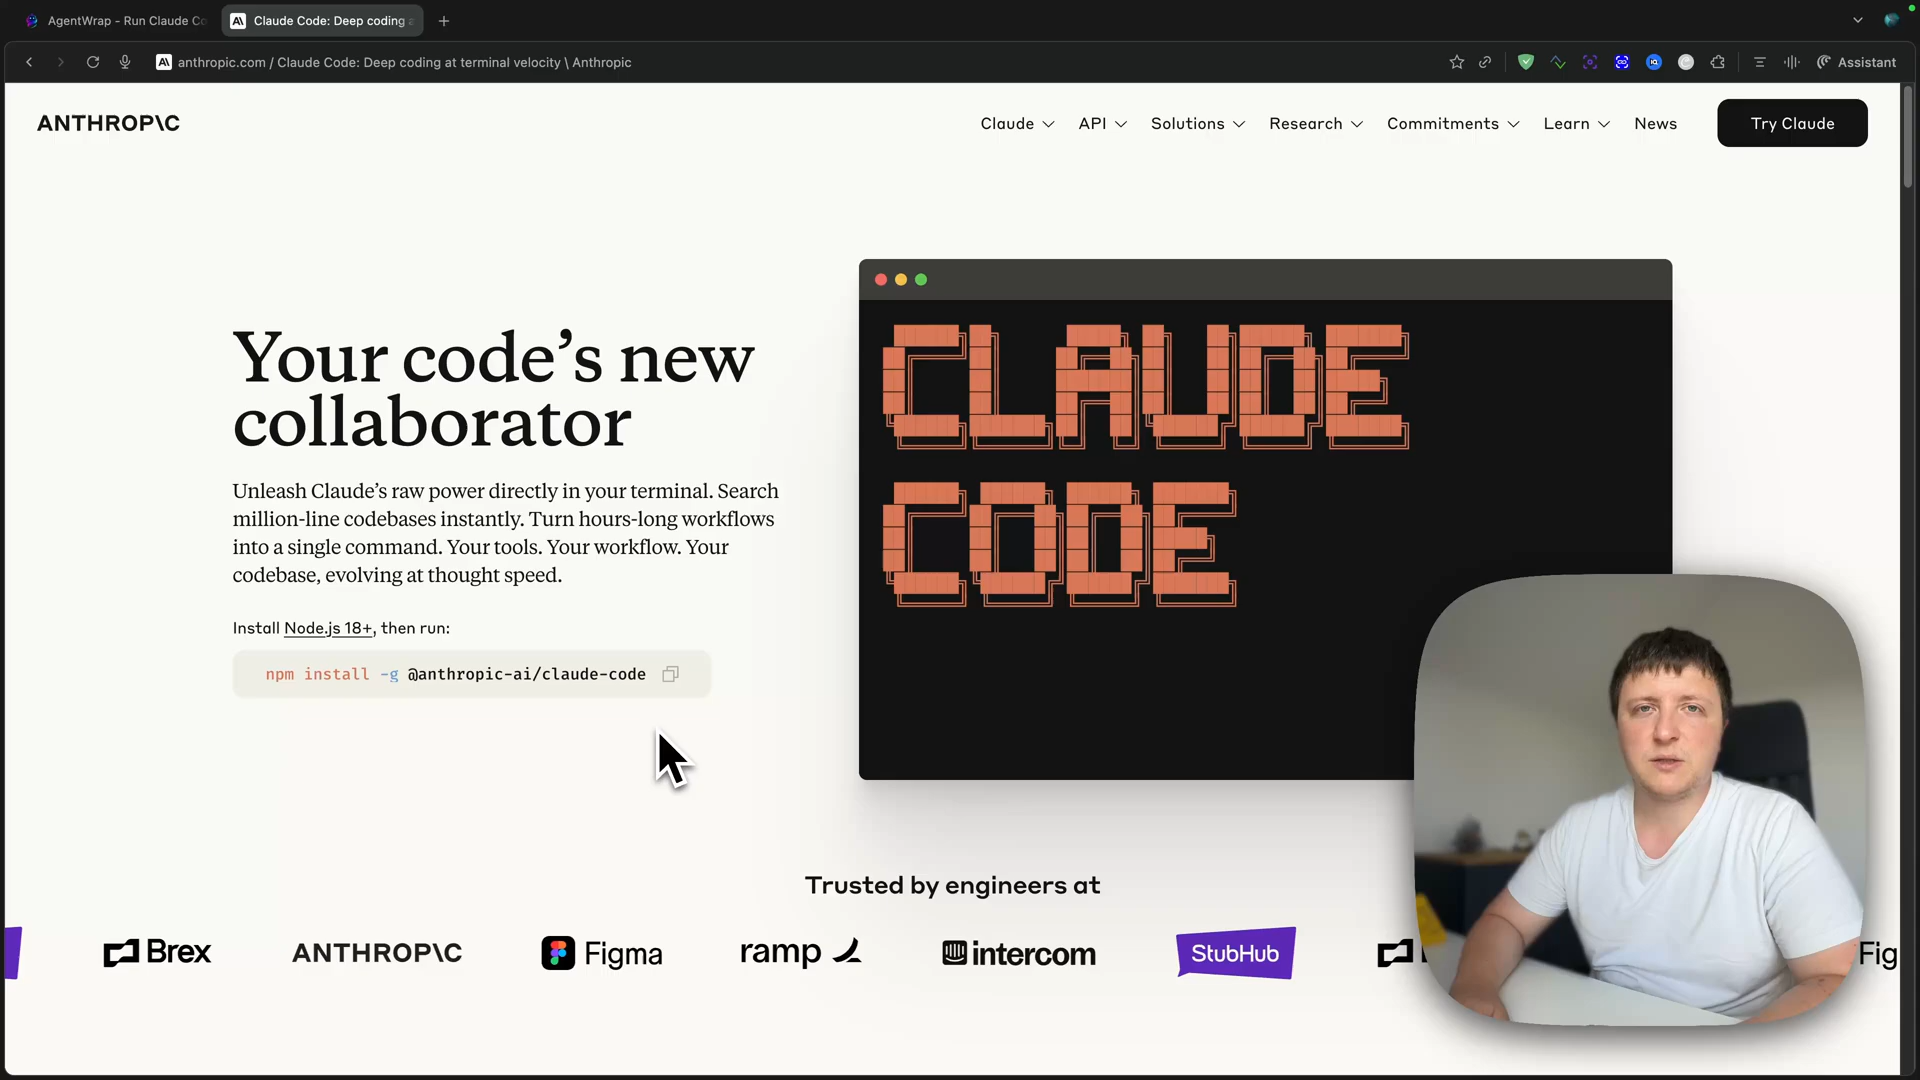 AgentWrap - Run Claude Co
Claude Code: Deep coding a
anthropic.com / Claude Code: Deep coding at terminal velocity \ Anthropic
Assistant
ANTHROP\C
Claude
API
Solutions
Research
Commitments
Learn
News
Try Claude
Your code’s new
collaborator
Unleash Claude’s raw power directly in your terminal. Search
million-line codebases instantly. Turn hours-long workflows
into a single command. Your tools. Your workflow. Your
codebase, evolving at thought speed.
Install Node.js 18+, then run:
npm install -g @anthropic-ai/claude-code
CLAUDE
CODE
Trusted by engineers at
Brex
ANTHROP\C
Figma
ramp
intercom
StubHub
Fig